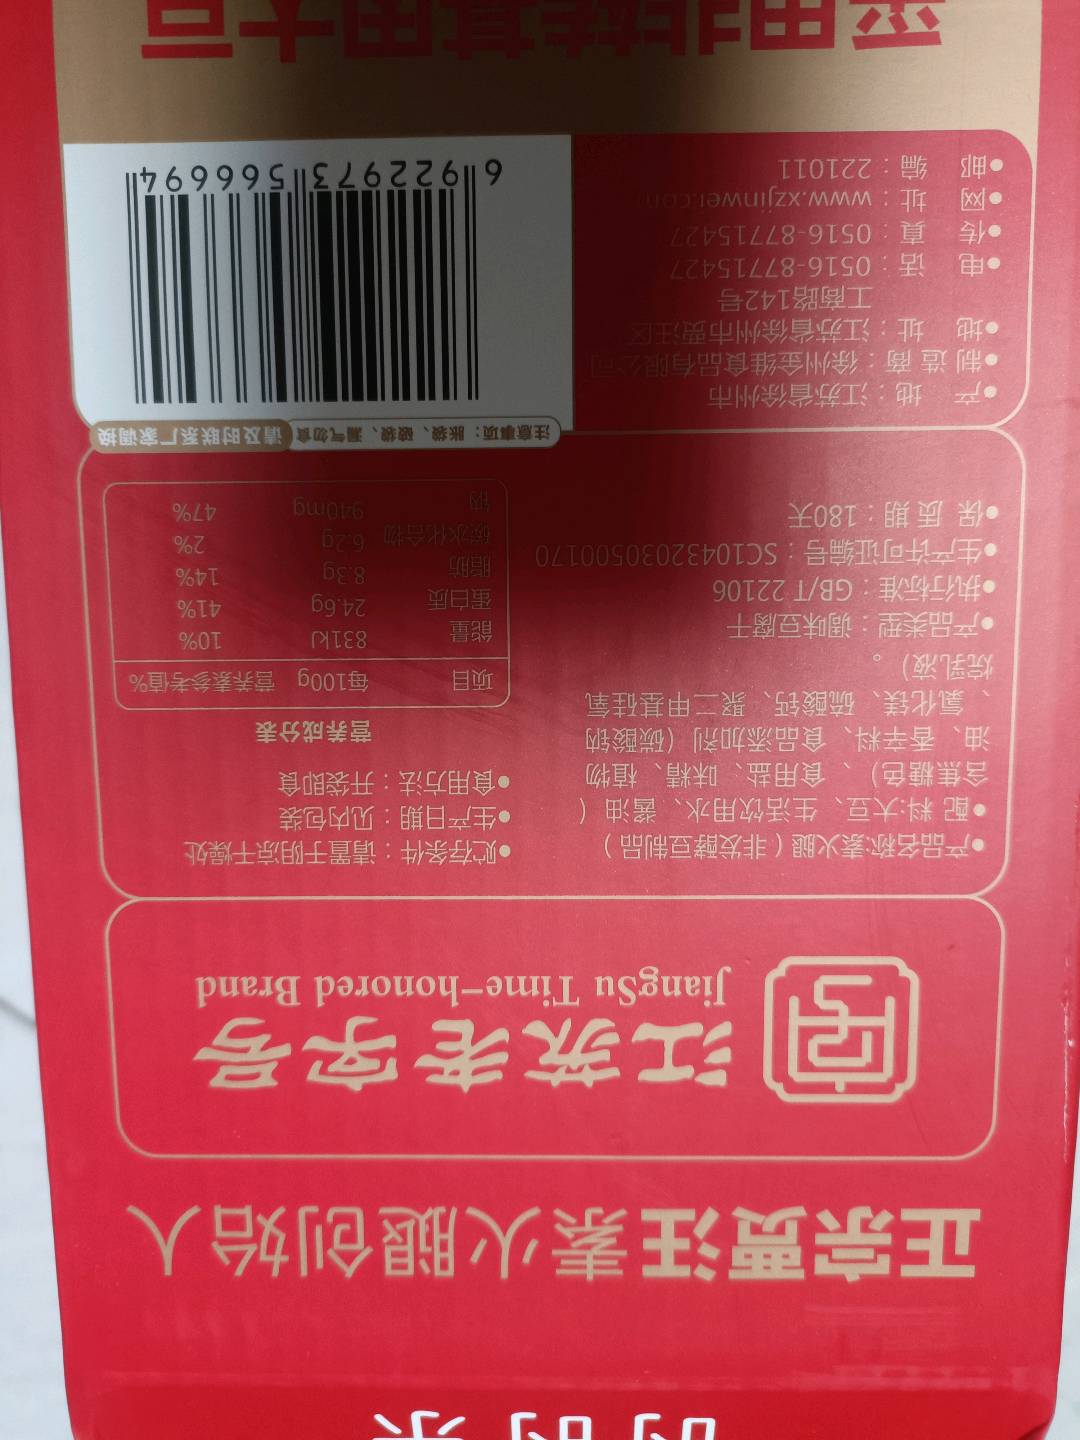 正宗贾汪素火腿创始人
江苏老字号
JiangSu Time-honored Brand
●产品名称:素火腿(非发酵豆制品)
●配料:大豆、生活饮用水、酱油(
含焦糖色)、食用盐、味精、植物
油、香辛料、食品添加剂(碳酸钠
、氯化镁、硫酸钙、聚二甲基硅氧
烷乳液)。
●产品类型:调味豆腐干
●执行标准:GB/T 22106
●生产许可证编号:SC10432030500170
●保质期:180天
●贮存条件:请置于阴凉干燥处
●生产日期:见内包装
●食用方法:开袋即食
营养成分表
项目 每100g 营养素参考值%
能量 831kJ 10%
蛋白质 24.6g 41%
脂肪 8.3g 14%
碳水化合物 6.2g 2%
钠 940mg 47%
注意事项:胀袋、破袋、漏气勿食 请及时联系厂家调换
●产 地:江苏省徐州市
●制造商:徐州金维食品有限公司
●地 址:江苏省徐州市贾汪区
工商路142号
●电 话:0516-87715427
●传 真:0516-87715427
●网 址:www.xzjinwei.com
●邮 编:221011
6 922973 566694
采用非转基因大豆